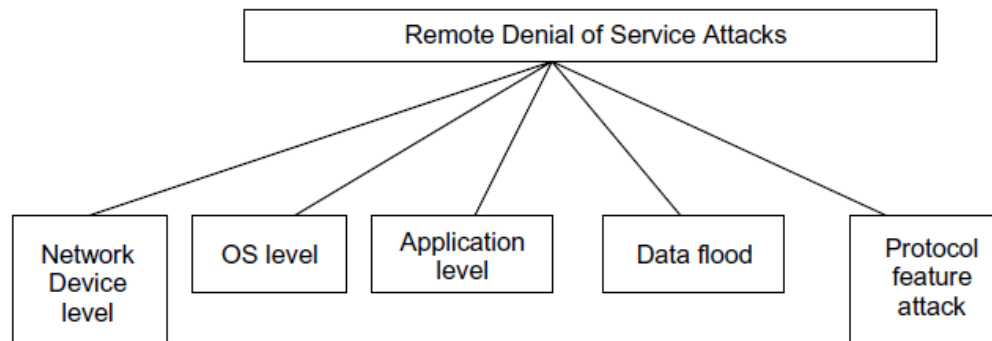 Remote Denial of Service Attacks
Network
Device
level
OS level
Application
level
Data flood
Protocol
feature
attack